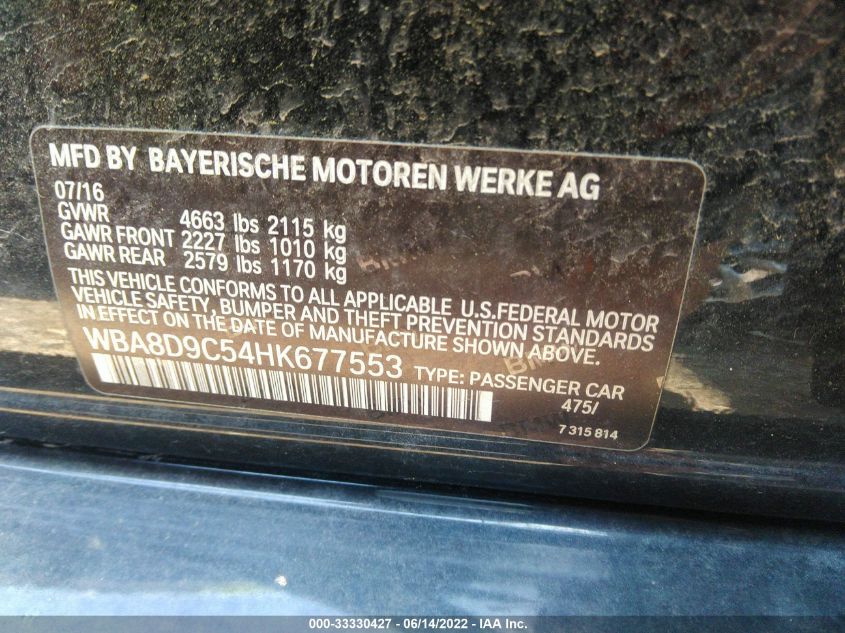 MFD BY BAYERISCHE MOTOREN WERKE AG
07/16
GVWR 4663 lbs 2115 kg
GAWR FRONT 2227 lbs 1010 kg
GAWR REAR 2579 lbs 1170 kg
THIS VEHICLE CONFORMS TO ALL APPLICABLE U.S.FEDERAL MOTOR
VEHICLE SAFETY, BUMPER AND THEFT PREVENTION STANDARDS
IN EFFECT ON THE DATE OF MANUFACTURE SHOWN ABOVE.
WBA8D9C54HK677553 TYPE: PASSENGER CAR
475/
7 315 814
000-33330427 - 06/14/2022 - IAA Inc.